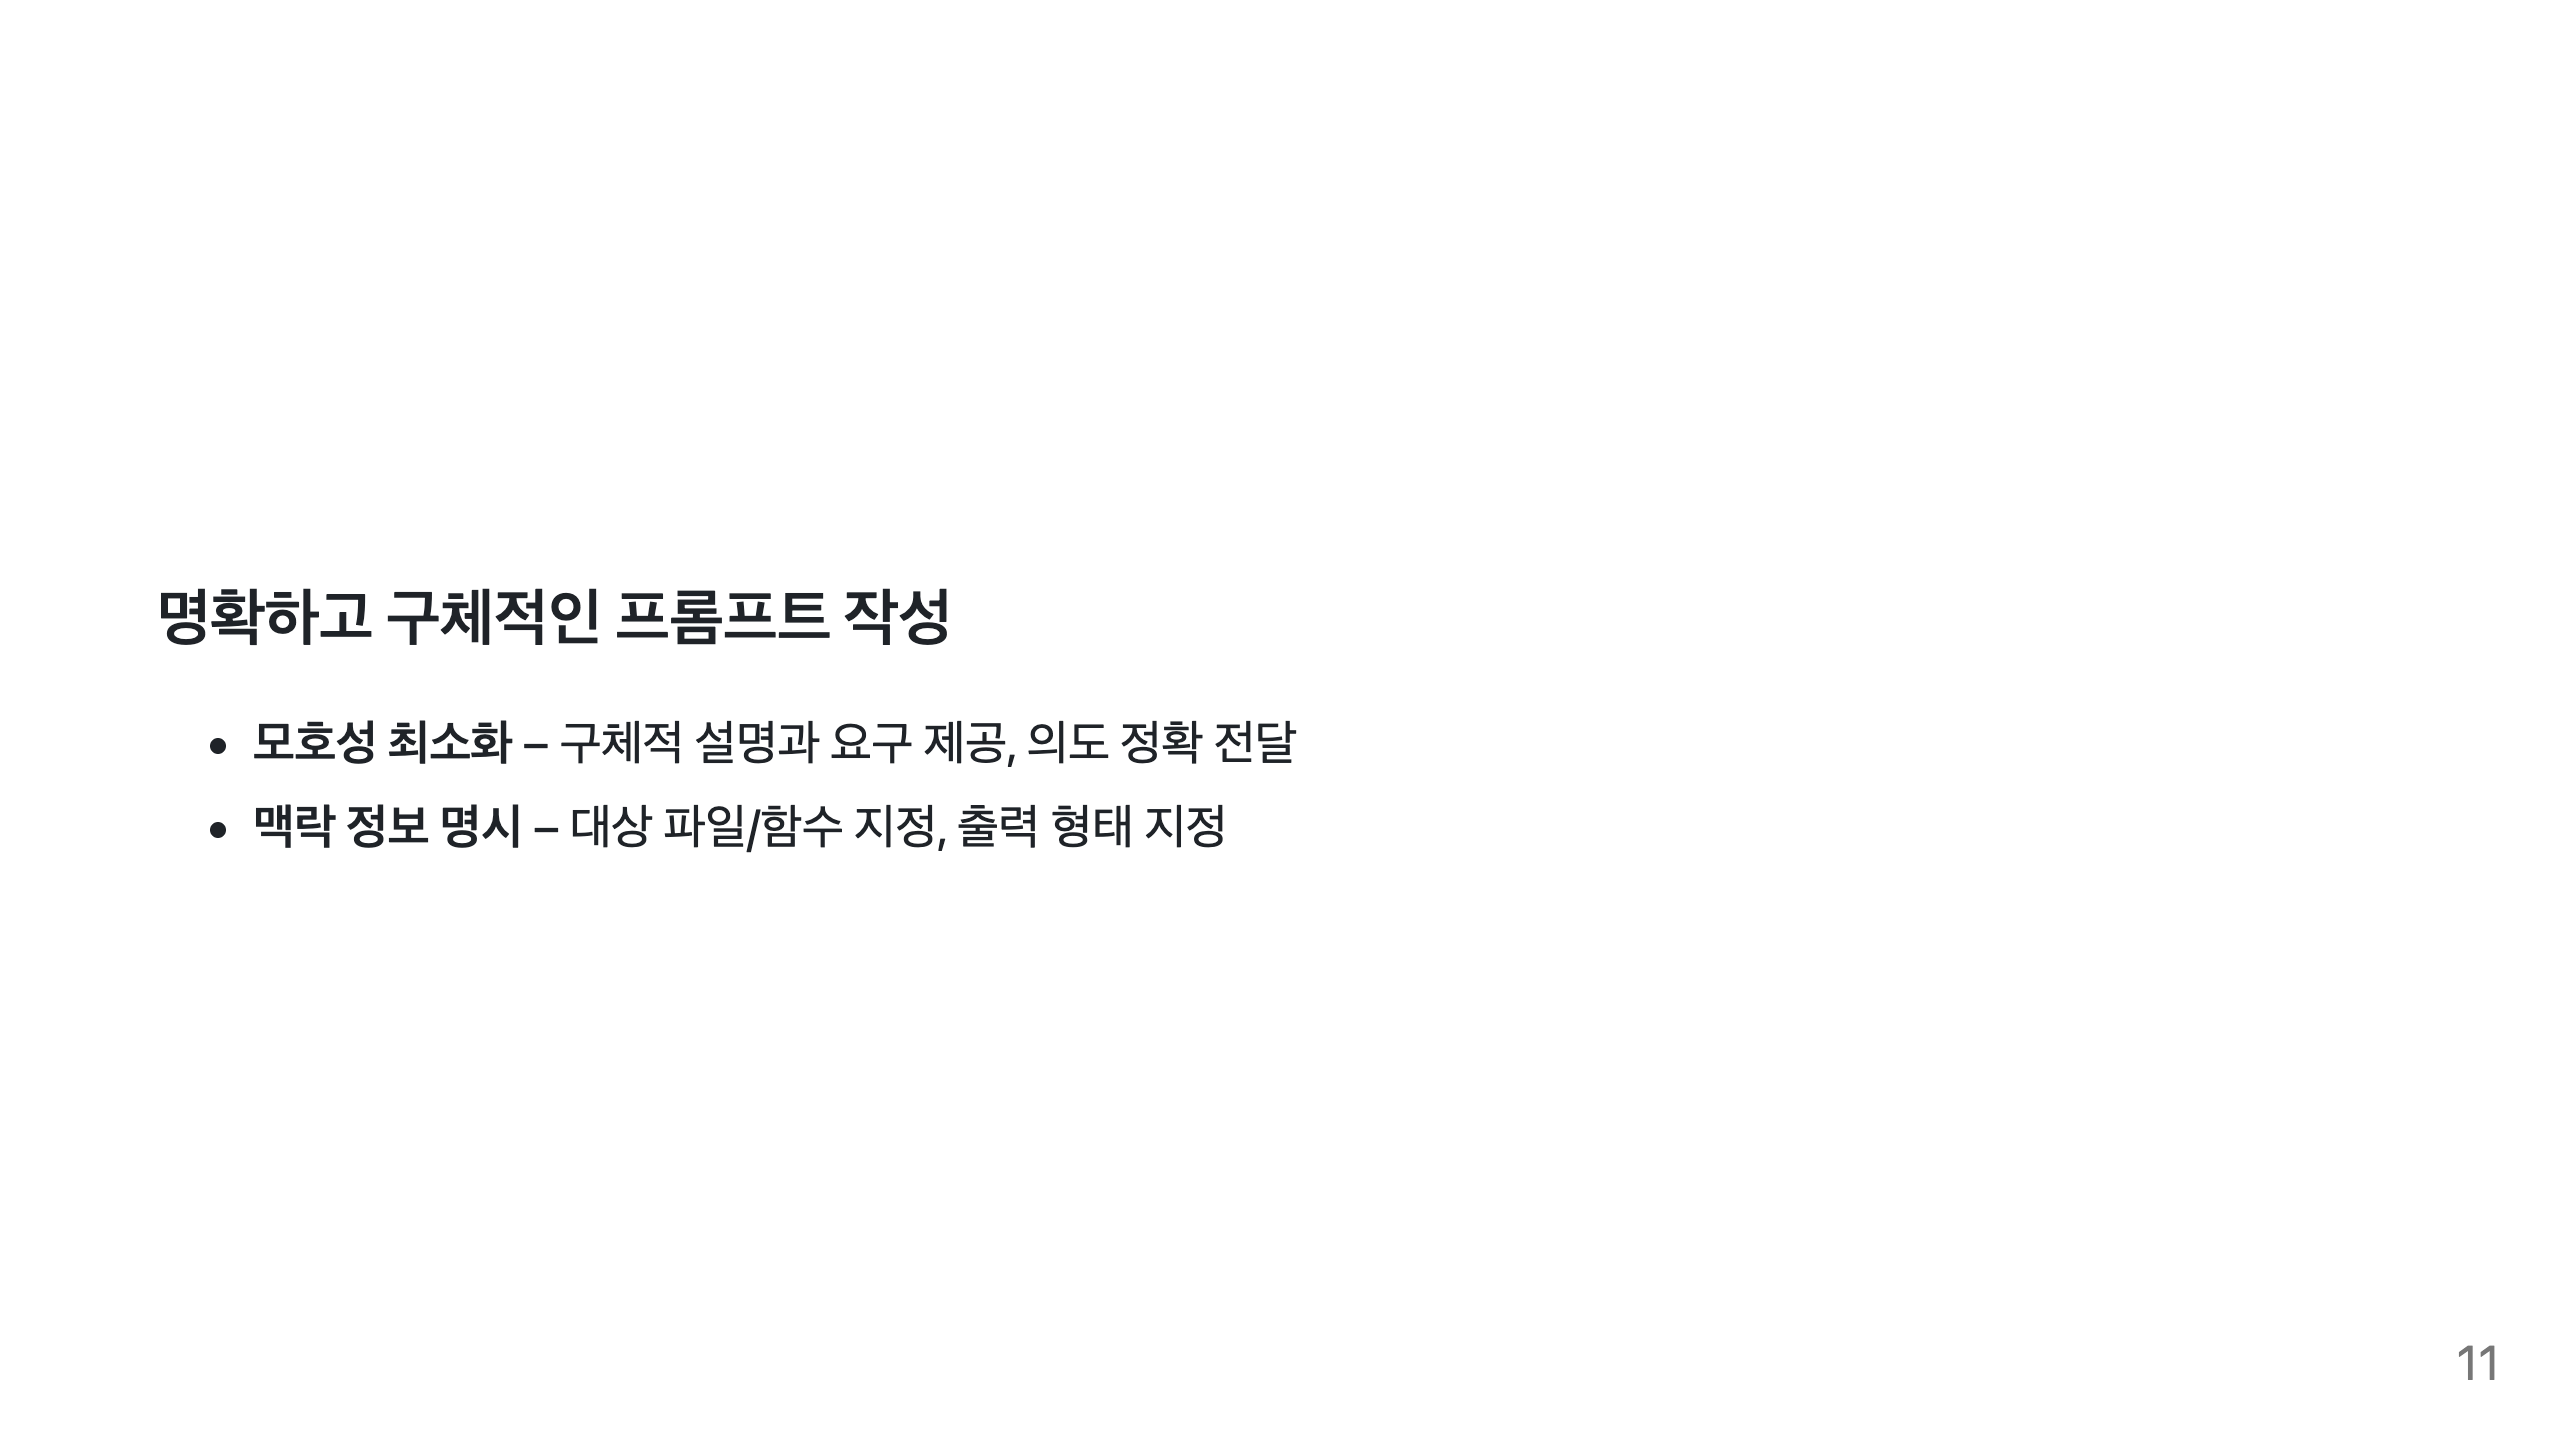 명확하고 구체적인 프롬프트 작성
• 모호성 최소화 – 구체적 설명과 요구 제공, 의도 정확 전달
• 맥락 정보 명시 – 대상 파일/함수 지정, 출력 형태 지정
11